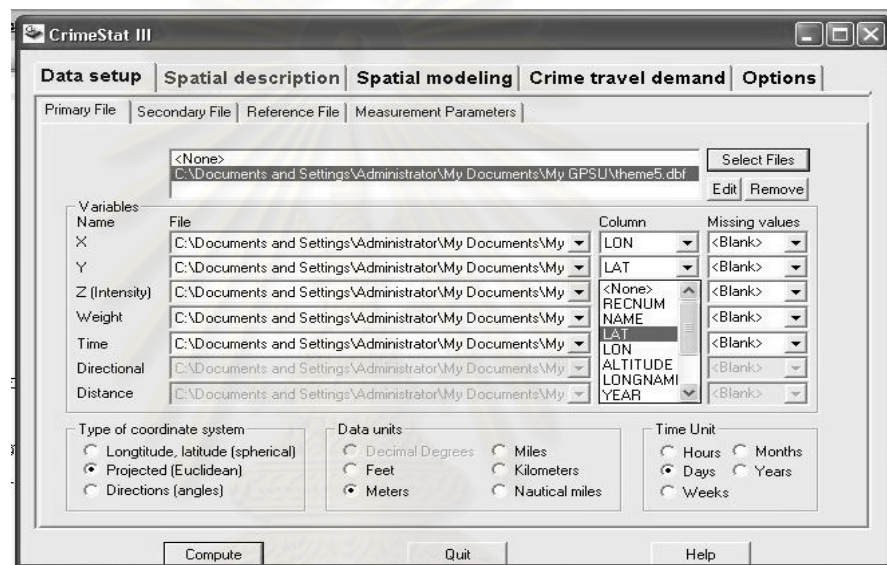 CrimeStat III
Data setup Spatial description Spatial modeling Crime travel demand Options
Primary File Secondary File Reference File Measurement Parameters
<None>
C:\Documents and Settings\Administrator\My Documents\My GPSU\theme5.dbf
Select Files
Edit Remove
Variables
Name File Column Missing values
X C:\Documents and Settings\Administrator\My Documents\My LON <Blank>
Y C:\Documents and Settings\Administrator\My Documents\My LAT <Blank>
Z (Intensity) C:\Documents and Settings\Administrator\My Documents\My <Blank>
Weight C:\Documents and Settings\Administrator\My Documents\My <Blank>
Time C:\Documents and Settings\Administrator\My Documents\My <Blank>
Directional C:\Documents and Settings\Administrator\My Documents\My <Blank>
Distance C:\Documents and Settings\Administrator\My Documents\My <Blank>
<None>
RECNUM
NAME
LAT
LON
ALTITUDE
LONGNAMI
YEAR
Type of coordinate system
Longtitude, latitude (spherical)
Projected (Euclidean)
Directions (angles)
Data units
Decimal Degrees Miles
Feet Kilometers
Meters Nautical miles
Time Unit
Hours Months
Days Years
Weeks
Compute Quit Help